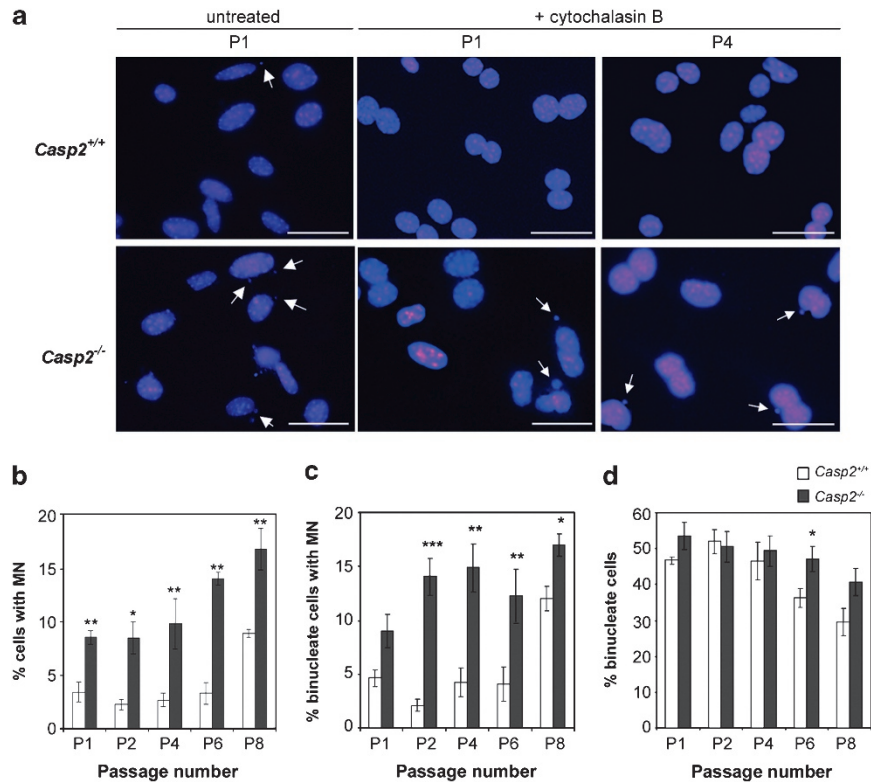 a
untreated
+ cytochalasin B
P1
P1
P4
Casp2+/+
Casp2-/-
b
% cells with MN
20
15
10
5
0
**
*
**
**
**
P1 P2 P4 P6 P8
Passage number
c
% binucleate cells with MN
20
15
10
5
0
***
**
**
*
P1 P2 P4 P6 P8
Passage number
d
Casp2+/+
Casp2-/-
% binucleate cells
60
50
40
30
20
10
0
*
P1 P2 P4 P6 P8
Passage number